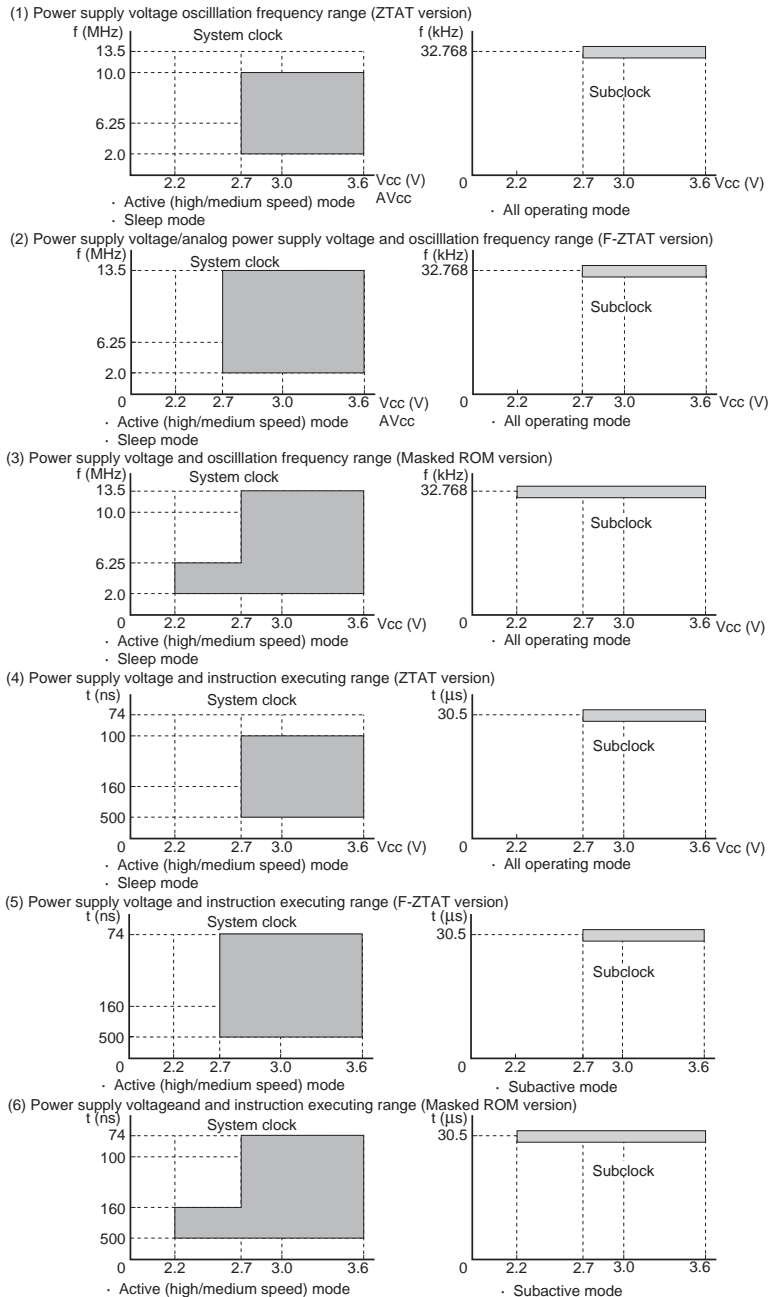 (1) Power supply voltage oscilllation frequency range (ZTAT version)
f (MHz)
System clock
13.5
10.0
6.25
2.0
2.2
2.7
3.0
3.6
Vcc (V)
AVcc
· Active (high/medium speed) mode
· Sleep mode
f (kHz)
32.768
Subclock
0
2.2
2.7
3.0
3.6
Vcc (V)
· All operating mode
(2) Power supply voltage/analog power supply voltage and oscilllation frequency range (F-ZTAT version)
f (MHz)
System clock
13.5
6.25
2.0
0
2.2
2.7
3.0
3.6
Vcc (V)
AVcc
· Active (high/medium speed) mode
· Sleep mode
f (kHz)
32.768
Subclock
0
2.2
2.7
3.0
3.6
Vcc (V)
· All operating mode
(3) Power supply voltage and oscilllation frequency range (Masked ROM version)
f (MHz)
System clock
13.5
10.0
6.25
2.0
0
2.2
2.7
3.0
3.6
Vcc (V)
· Active (high/medium speed) mode
· Sleep mode
f (kHz)
32.768
Subclock
0
2.2
2.7
3.0
3.6
Vcc (V)
· All operating mode
(4) Power supply voltage and instruction executing range (ZTAT version)
t (ns)
System clock
74
100
160
500
0
2.2
2.7
3.0
3.6
Vcc (V)
· Active (high/medium speed) mode
· Sleep mode
t (µs)
30.5
Subclock
0
2.2
2.7
3.0
3.6
Vcc (V)
· All operating mode
(5) Power supply voltage and instruction executing range (F-ZTAT version)
t (ns)
System clock
74
160
500
0
2.2
2.7
3.0
3.6
· Active (high/medium speed) mode
t (µs)
30.5
Subclock
0
2.2
2.7
3.0
3.6
· Subactive mode
(6) Power supply voltageand and instruction executing range (Masked ROM version)
t (ns)
System clock
74
100
160
500
0
2.2
2.7
3.0
3.6
· Active (high/medium speed) mode
t (µs)
30.5
Subclock
0
2.2
2.7
3.0
3.6
· Subactive mode